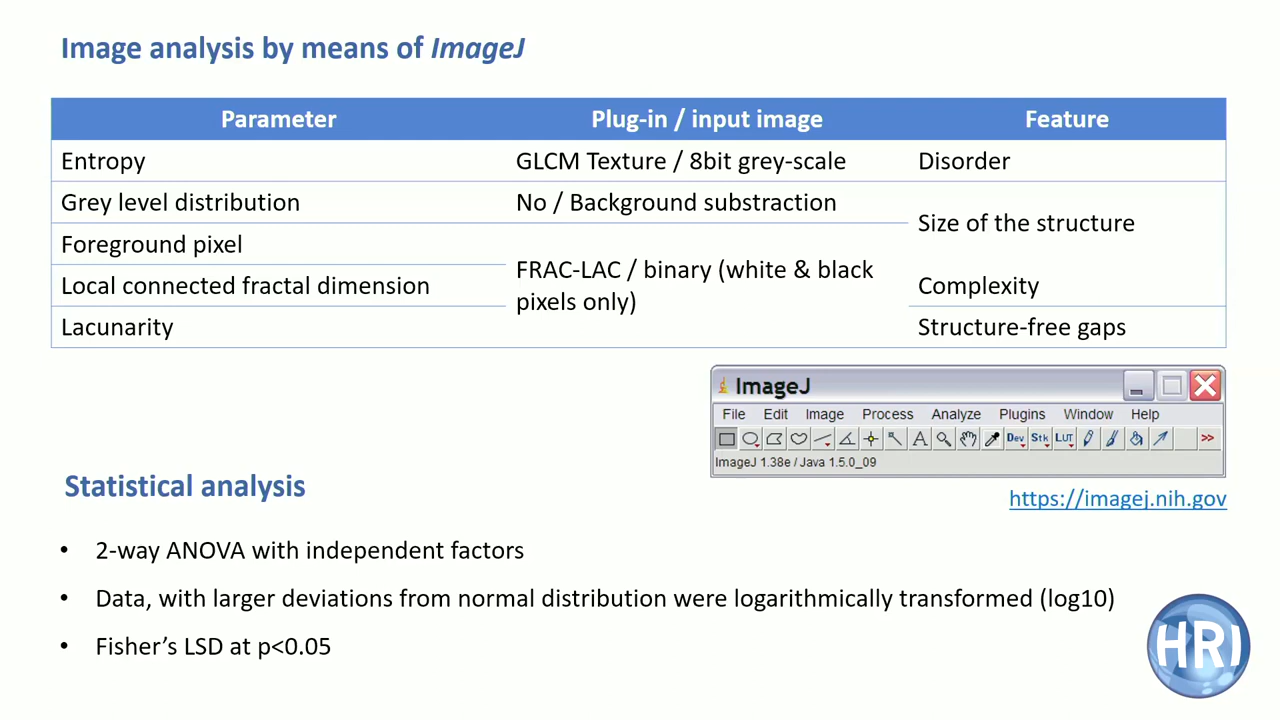 Image analysis by means of ImageJ
Parameter Plug-in / input image Feature
Entropy GLCM Texture / 8bit grey-scale Disorder
Grey level distribution No / Background substraction
Size of the structure
Foreground pixel
FRAC-LAC / binary (white & black
pixels only)
Local connected fractal dimension Complexity
Lacunarity Structure-free gaps
ImageJ
File Edit Image Process Analyze Plugins Window Help
A Dev Stk LUT >>
ImageJ 1.38e / Java 1.5.0_09
https://imagej.nih.gov
Statistical analysis
• 2-way ANOVA with independent factors
• Data, with larger deviations from normal distribution were logarithmically transformed (log10)
• Fisher’s LSD at p<0.05
HRI